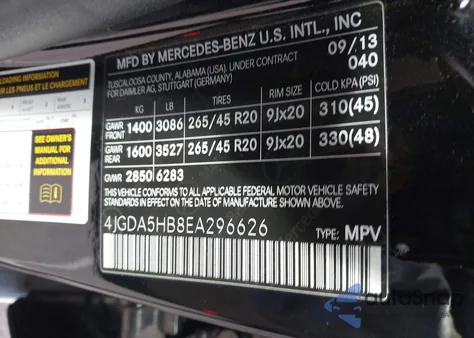 LOADING INFORMATION
SEE OWNER'S
MANUAL FOR
ADDITIONAL
INFORMATION
MFD BY MERCEDES-BENZ U.S. INTL., INC
TUSCALOOSA COUNTY, ALABAMA (USA). UNDER CONTRACT
FOR DAIMLER AG, STUTTGART (GERMANY)
09/13
040
KG LB TIRES RIM SIZE COLD KPA(PSI)
GAWR FRONT 1400 3086 265/45 R20 9Jx20 310(45)
GAWR REAR 1600 3527 265/45 R20 9Jx20 330(48)
GVWR 2850 6283
THIS VEHICLE CONFORMS TO ALL APPLICABLE FEDERAL MOTOR VEHICLE SAFETY
STANDARDS IN EFFECT ON THE DATE OF MANUFACTURE SHOWN ABOVE.
4JGDA5HB8EA296626 TYPE: MPV
autoSnap